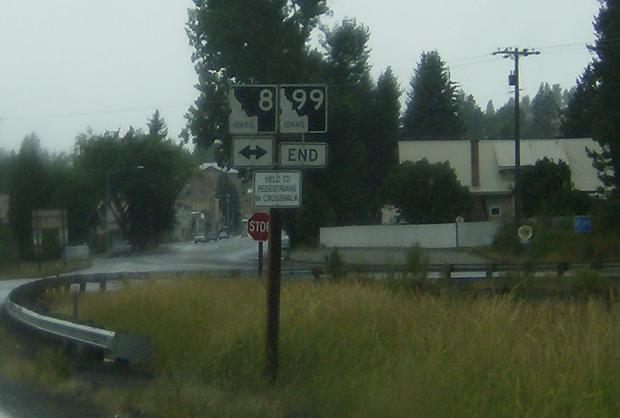 8
IDAHO
99
IDAHO
END
YIELD TO
PEDESTRIANS
IN CROSSWALK
STOP